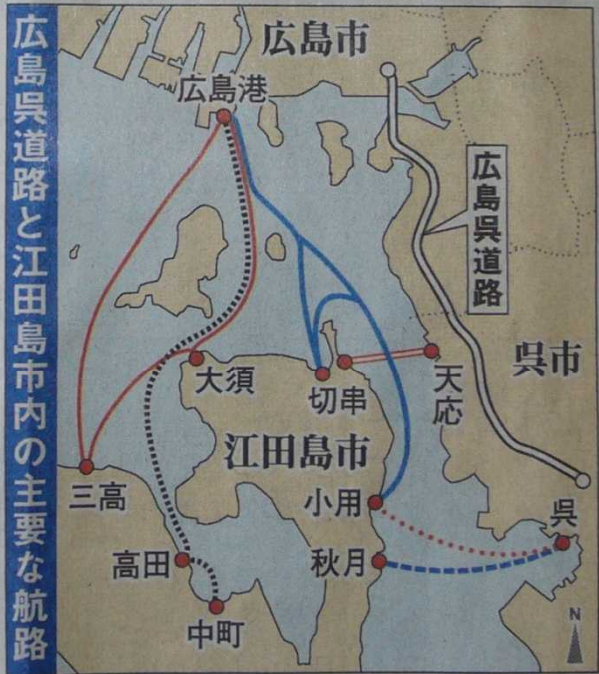 広島呉道路と江田島市内の主要な航路
広島市
広島港
広島呉道路
呉市
大須
切串
天応
江田島市
三高
小用
呉
高田
秋月
中町
N